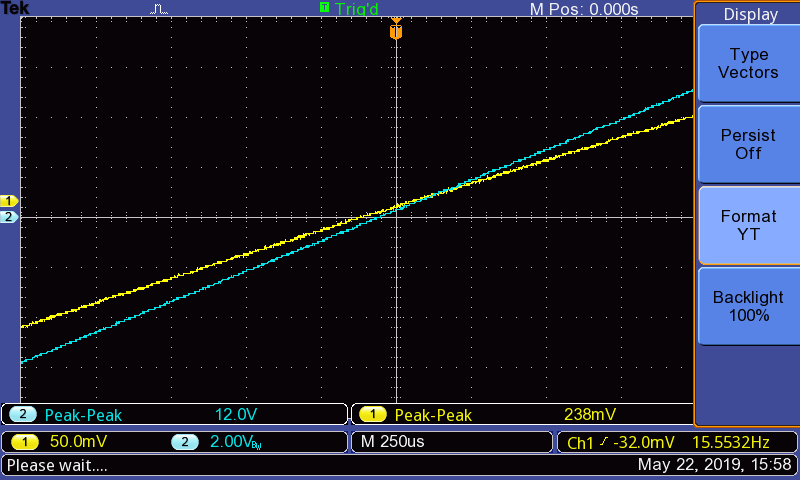 Tek Trig'd M Pos: 0.000s
Display
Type
Vectors
Persist
Off
Format
YT
Backlight
100%
T
T
1
2
2 Peak-Peak 12.0V 1 Peak-Peak 238mV
1 50.0mV 2 2.00VBW M 250us Ch1 -32.0mV 15.5532Hz
Please wait.... May 22, 2019, 15:58